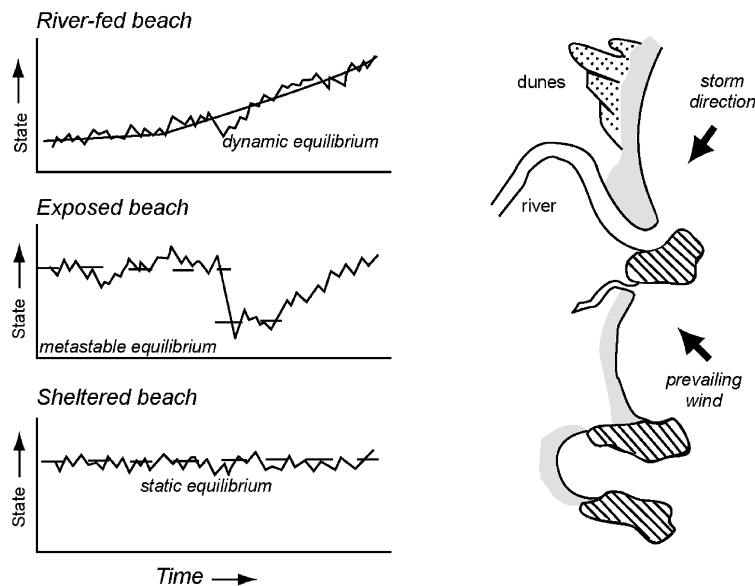 River-fed beach
State
dynamic equilibrium
Exposed beach
State
metastable equilibrium
Sheltered beach
State
static equilibrium
Time
dunes
storm
direction
river
prevailing
wind